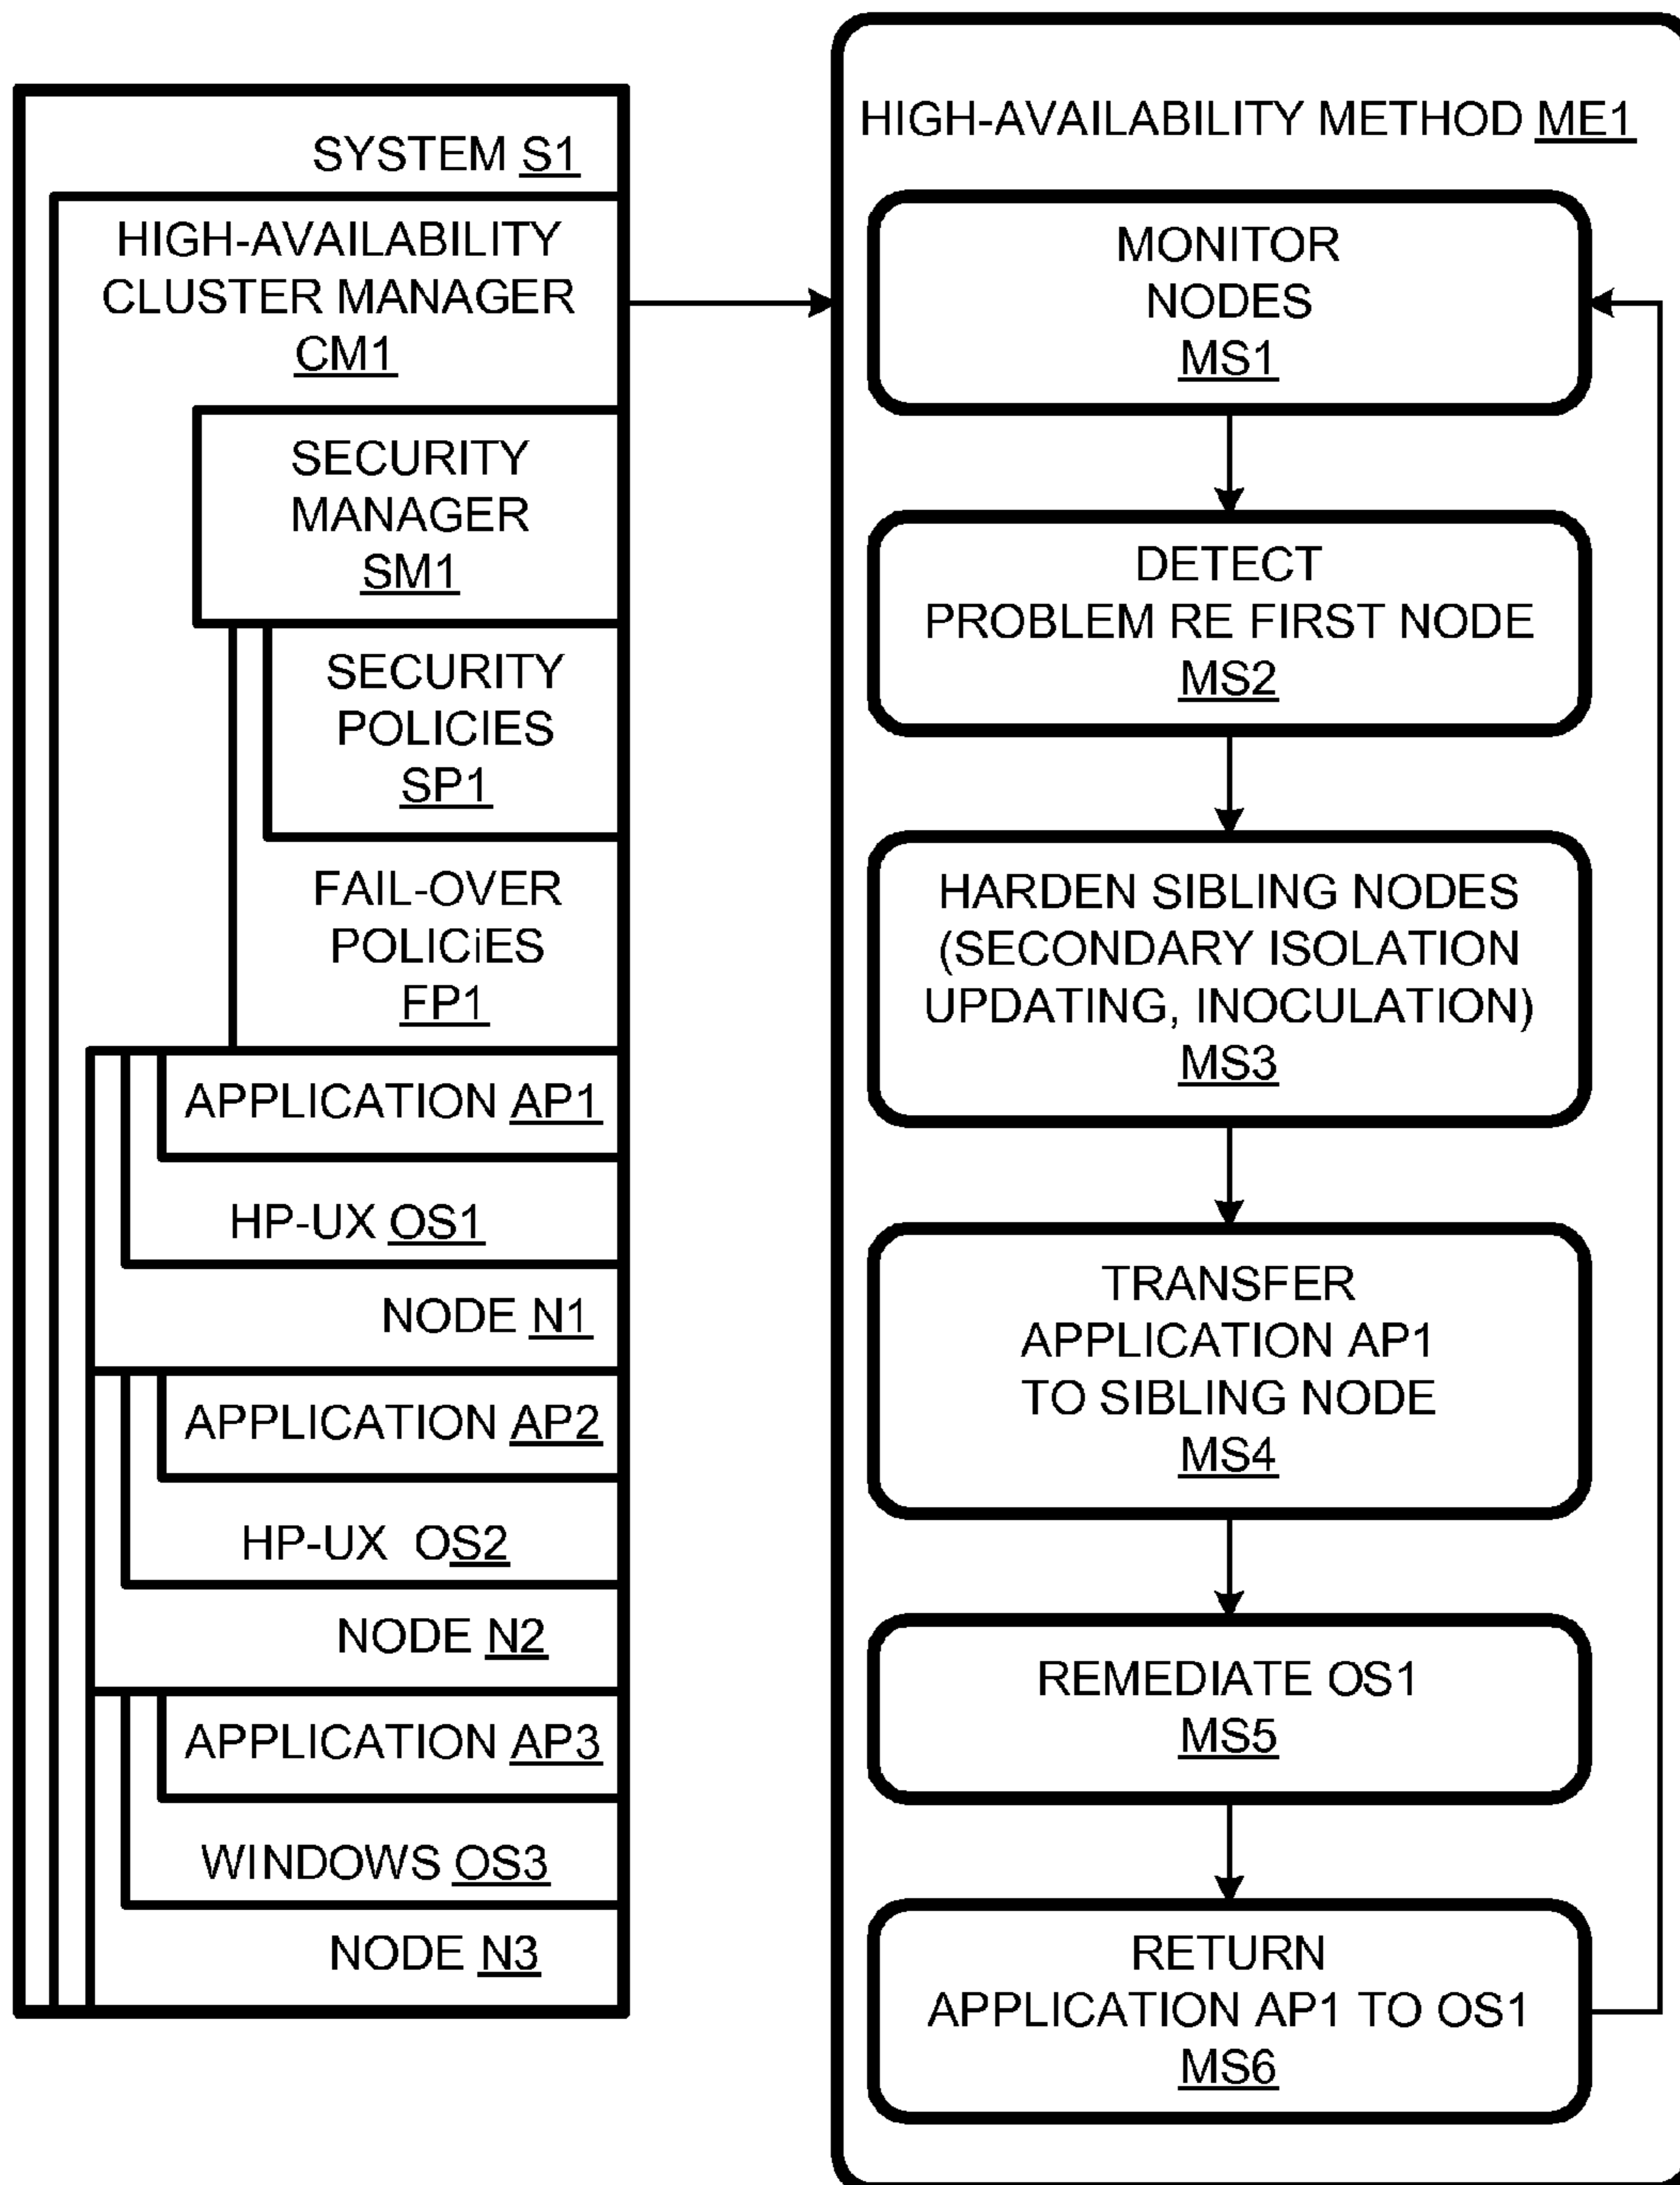 SYSTEM S1
HIGH-AVAILABILITY
CLUSTER MANAGER
CM1
SECURITY
MANAGER
SM1
SECURITY
POLICIES
SP1
FAIL-OVER
POLICiES
FP1
APPLICATION AP1
HP-UX OS1
NODE N1
APPLICATION AP2
HP-UX OS2
NODE N2
APPLICATION AP3
WINDOWS OS3
NODE N3
HIGH-AVAILABILITY METHOD ME1
MONITOR
NODES
MS1
DETECT
PROBLEM RE FIRST NODE
MS2
HARDEN SIBLING NODES
(SECONDARY ISOLATION
UPDATING, INOCULATION)
MS3
TRANSFER
APPLICATION AP1
TO SIBLING NODE
MS4
REMEDIATE OS1
MS5
RETURN
APPLICATION AP1 TO OS1
MS6